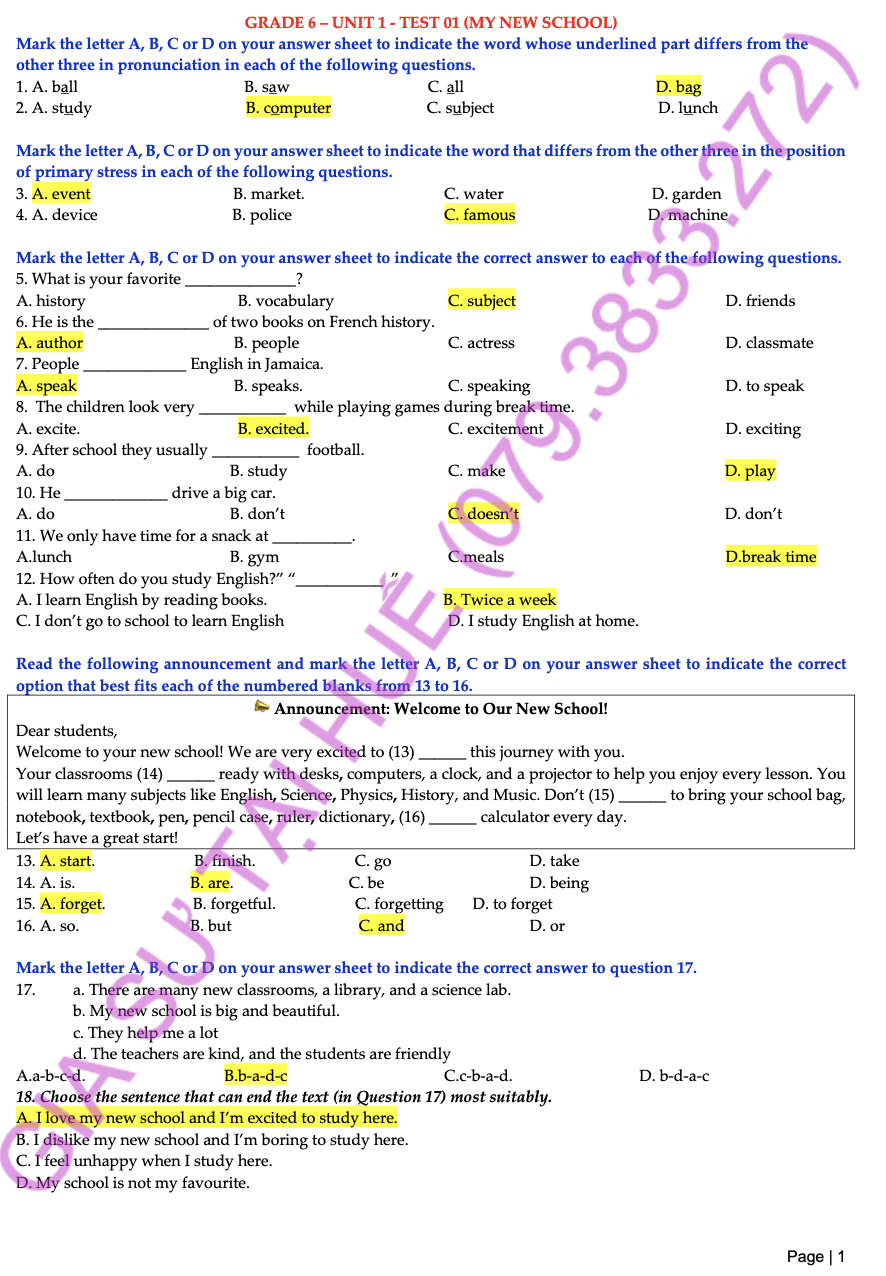 GRADE 6 – UNIT 1 - TEST 01 (MY NEW SCHOOL)
Mark the letter A, B, C or D on your answer sheet to indicate the word whose underlined part differs from the
other three in pronunciation in each of the following questions.
1. A. ball B. saw C. all D. bag
2. A. study B. computer C. subject D. lunch
Mark the letter A, B, C or D on your answer sheet to indicate the word that differs from the other three in the position
of primary stress in each of the following questions.
3. A. event B. market. C. water D. garden
4. A. device B. police C. famous D. machine
Mark the letter A, B, C or D on your answer sheet to indicate the correct answer to each of the following questions.
5. What is your favorite ______________?
A. history B. vocabulary C. subject D. friends
6. He is the ______________ of two books on French history.
A. author B. people C. actress D. classmate
7. People _____________ English in Jamaica.
A. speak B. speaks. C. speaking D. to speak
8. The children look very ___________ while playing games during break time.
A. excite. B. excited. C. excitement D. exciting
9. After school they usually ___________ football.
A. do B. study C. make D. play
10. He _____________ drive a big car.
A. do B. don't C. doesn't D. don't
11. We only have time for a snack at __________.
A.lunch B. gym C.meals D.break time
12. How often do you study English?" "___________ "
A. I learn English by reading books. B. Twice a week
C. I don't go to school to learn English D. I study English at home.
Read the following announcement and mark the letter A, B, C or D on your answer sheet to indicate the correct
option that best fits each of the numbered blanks from 13 to 16.
Announcement: Welcome to Our New School!
Dear students,
Welcome to your new school! We are very excited to (13) ______ this journey with you.
Your classrooms (14) ______ ready with desks, computers, a clock, and a projector to help you enjoy every lesson. You
will learn many subjects like English, Science, Physics, History, and Music. Don't (15) ______ to bring your school bag,
notebook, textbook, pen, pencil case, ruler, dictionary, (16) ______ calculator every day.
Let's have a great start!
13. A. start. B. finish. C. go D. take
14. A. is. B. are. C. be D. being
15. A. forget. B. forgetful. C. forgetting D. to forget
16. A. so. B. but C. and D. or
Mark the letter A, B, C or D on your answer sheet to indicate the correct answer to question 17.
17. a. There are many new classrooms, a library, and a science lab.
b. My new school is big and beautiful.
c. They help me a lot
d. The teachers are kind, and the students are friendly
A.a-b-c-d. B.b-a-d-c C.c-b-a-d. D. b-d-a-c
18. Choose the sentence that can end the text (in Question 17) most suitably.
A. I love my new school and I'm excited to study here.
B. I dislike my new school and I'm boring to study here.
C. I feel unhappy when I study here.
D. My school is not my favourite.
Page | 1
GIA SƯ TẠI HUẾ (079.3833.272)